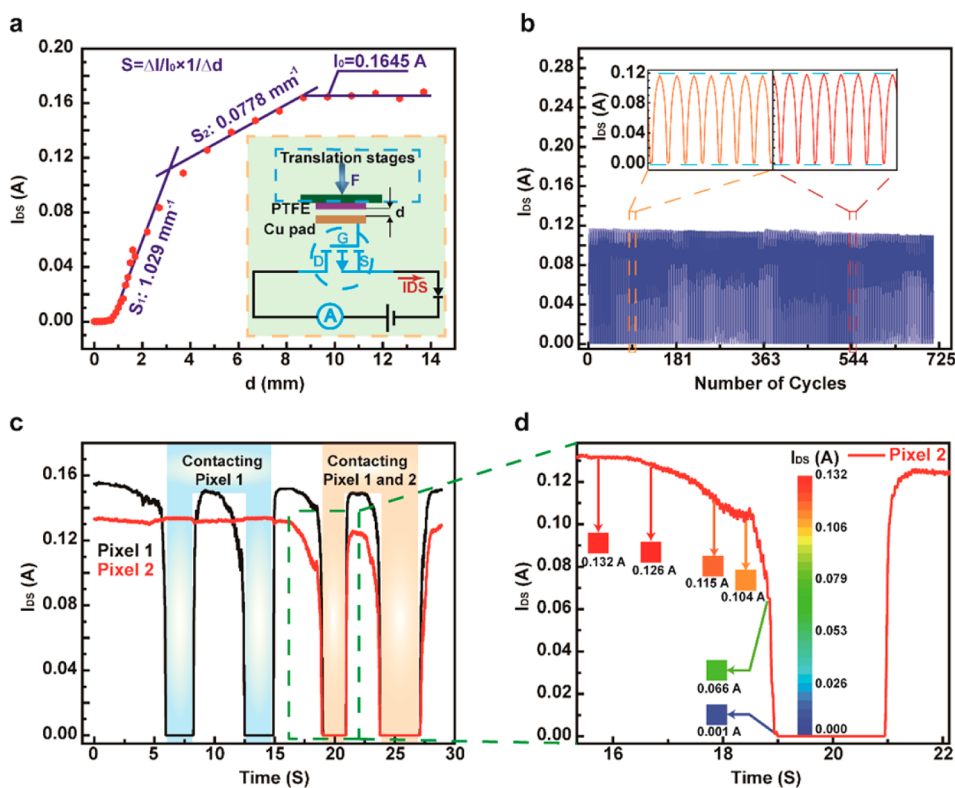 a
S=ΔI/I₀×1/Δd
I₀=0.1645 A
S₂: 0.0778 mm⁻¹
S₁: 1.029 mm⁻¹
Translation stages
F
PTFE
d
Cu pad
G
D
S
IDS
A
0.20
0.16
0.12
0.08
0.04
0.00
I_DS (A)
0 2 4 6 8 10 12 14
d (mm)
b
0.28
0.24
0.20
0.16
0.12
0.08
0.04
0.00
I_DS (A)
0.12
0.08
0.04
0.00
I_DS (A)
0 181 363 544 725
Number of Cycles
c
Contacting
Pixel 1
Contacting
Pixel 1 and 2
Pixel 1
Pixel 2
0.16
0.12
0.08
0.04
0.00
I_DS (A)
0 5 10 15 20 25 30
Time (S)
d
I_DS (A)
Pixel 2
0.132 A
0.126 A
0.115 A
0.104 A
0.066 A
0.001 A
0.132
0.106
0.079
0.053
0.026
0.000
0.12
0.10
0.08
0.06
0.04
0.02
0.00
I_DS (A)
16 18 20 22
Time (S)